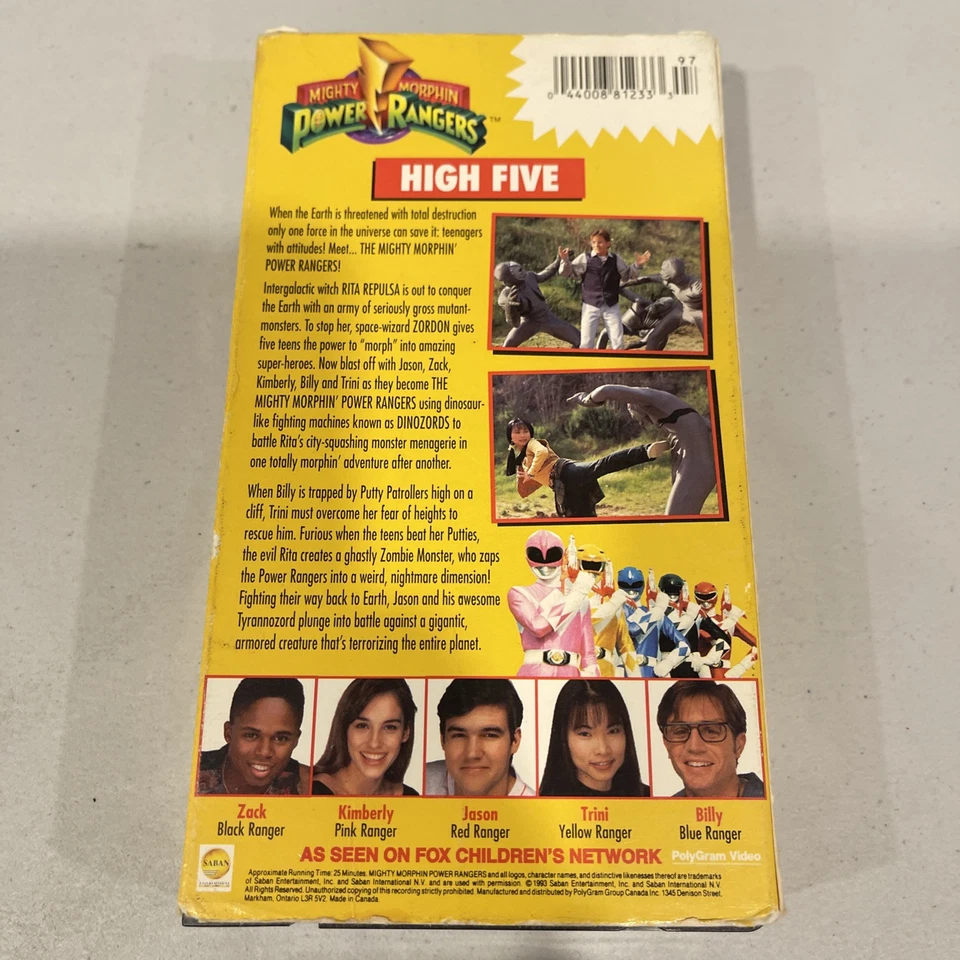 MIGHTY MORPHIN
POWER RANGERS™
97
0 44008 81233 3
HIGH FIVE
When the Earth is threatened with total destruction
only one force in the universe can save it: teenagers
with attitudes! Meet... THE MIGHTY MORPHIN'
POWER RANGERS!
Intergalactic witch RITA REPULSA is out to conquer
the Earth with an army of seriously gross mutant-
monsters. To stop her, space-wizard ZORDON gives
five teens the power to "morph" into amazing
super-heroes. Now blast off with Jason, Zack,
Kimberly, Billy and Trini as they become THE
MIGHTY MORPHIN' POWER RANGERS using dinosaur-
like fighting machines known as DINOZORDS to
battle Rita's city-squashing monster menagerie in
one totally morphin' adventure after another.
When Billy is trapped by Putty Patrollers high on a
cliff, Trini must overcome her fear of heights to
rescue him. Furious when the teens beat her Putties,
the evil Rita creates a ghastly Zombie Monster, who zaps
the Power Rangers into a weird, nightmare dimension!
Fighting their way back to Earth, Jason and his awesome
Tyrannozord plunge into battle against a gigantic,
armored creature that's terrorizing the entire planet.
Zack
Black Ranger
Kimberly
Pink Ranger
Jason
Red Ranger
Trini
Yellow Ranger
Billy
Blue Ranger
AS SEEN ON FOX CHILDREN'S NETWORK
PolyGram Video
SABAN
Approximate Running Time: 25 Minutes. MIGHTY MORPHIN POWER RANGERS and all logos, character names, and distinctive likenesses thereof are trademarks
of Saban Entertainment, Inc. and Saban International N.V. and are used with permission. ©1993 Saban Entertainment, Inc. and Saban International N.V.
All Rights Reserved. Unauthorized copying of this recording strictly prohibited. Manufactured and distributed by PolyGram Group Canada Inc. 1345 Denison Street,
Markham, Ontario L3R 5V2. Made in Canada.